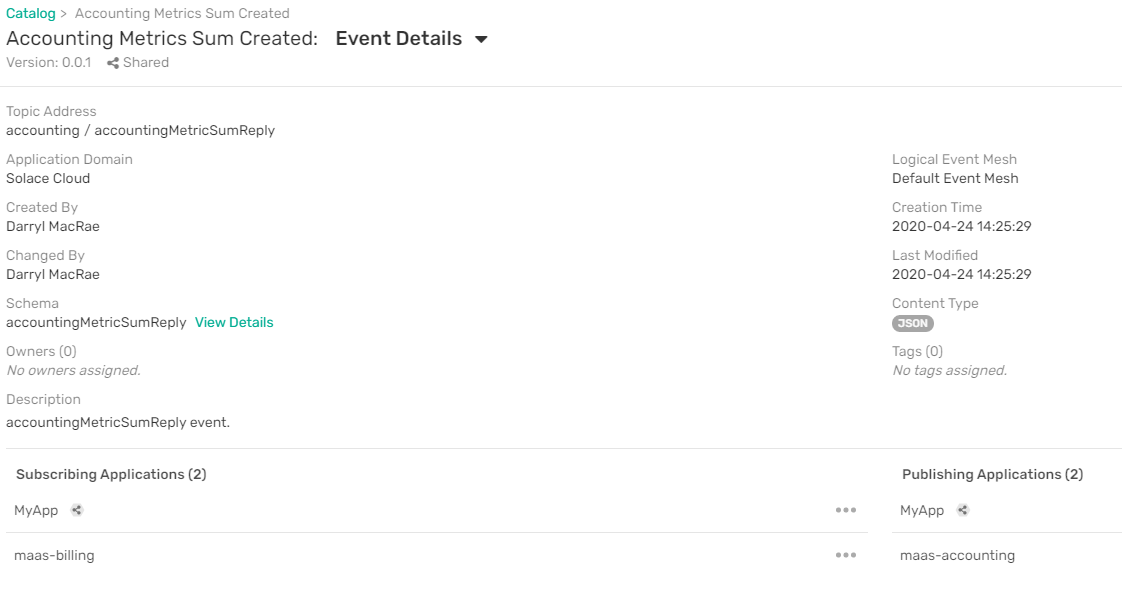 Catalog > Accounting Metrics Sum Created
Accounting Metrics Sum Created: Event Details
Version: 0.0.1 Shared
Topic Address
accounting / accountingMetricSumReply
Application Domain
Solace Cloud
Logical Event Mesh
Default Event Mesh
Created By
Darryl MacRae
Creation Time
2020-04-24 14:25:29
Changed By
Darryl MacRae
Last Modified
2020-04-24 14:25:29
Schema
accountingMetricSumReply View Details
Content Type
JSON
Owners (0)
No owners assigned.
Tags (0)
No tags assigned.
Description
accountingMetricSumReply event.
Subscribing Applications (2)
MyApp
maas-billing
Publishing Applications (2)
MyApp
maas-accounting